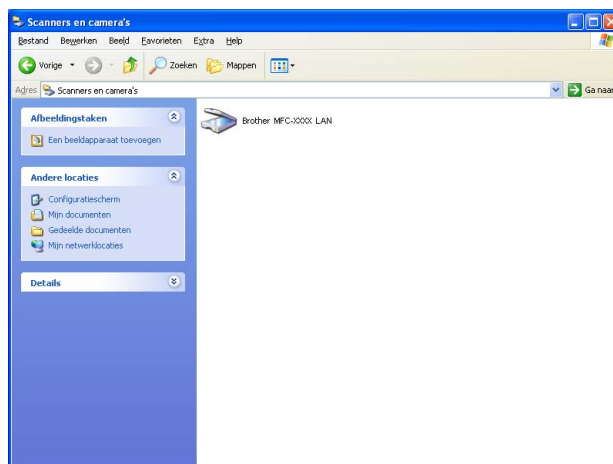 Scanners en camera's
Bestand Bewerken Beeld Favorieten Extra Help
Vorige Zoeken Mappen
Adres Scanners en camera's Ga naar
Afbeeldingstaken
Een beeldapparaat toevoegen
Brother MFC-XXXX LAN
Andere locaties
Configuratiescherm
Mijn documenten
Gedeelde documenten
Mijn netwerklocaties
Details